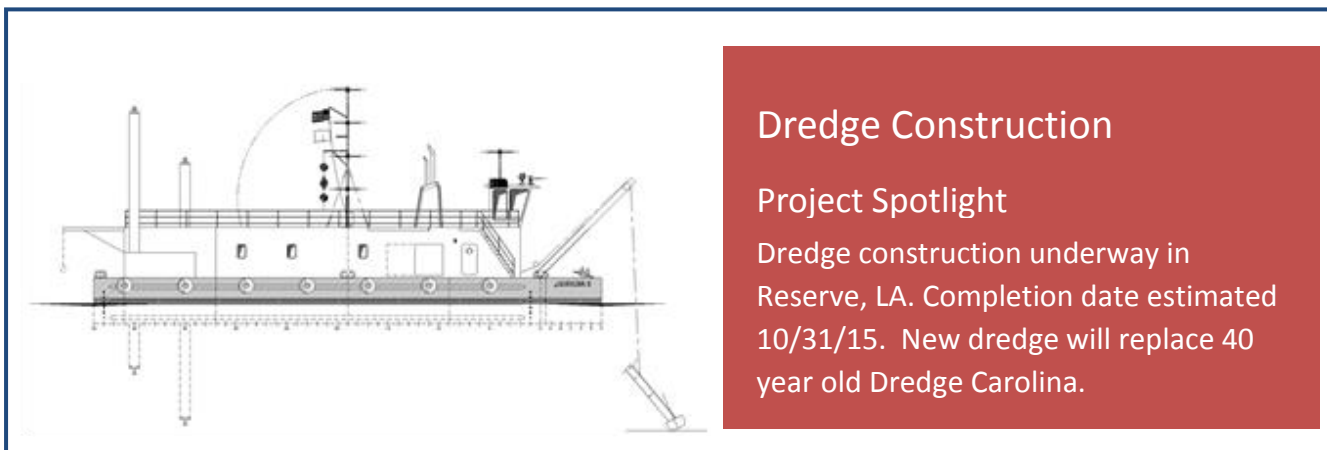 Dredge Construction
Project Spotlight
Dredge construction underway in
Reserve, LA. Completion date estimated
10/31/15.  New dredge will replace 40
year old Dredge Carolina.